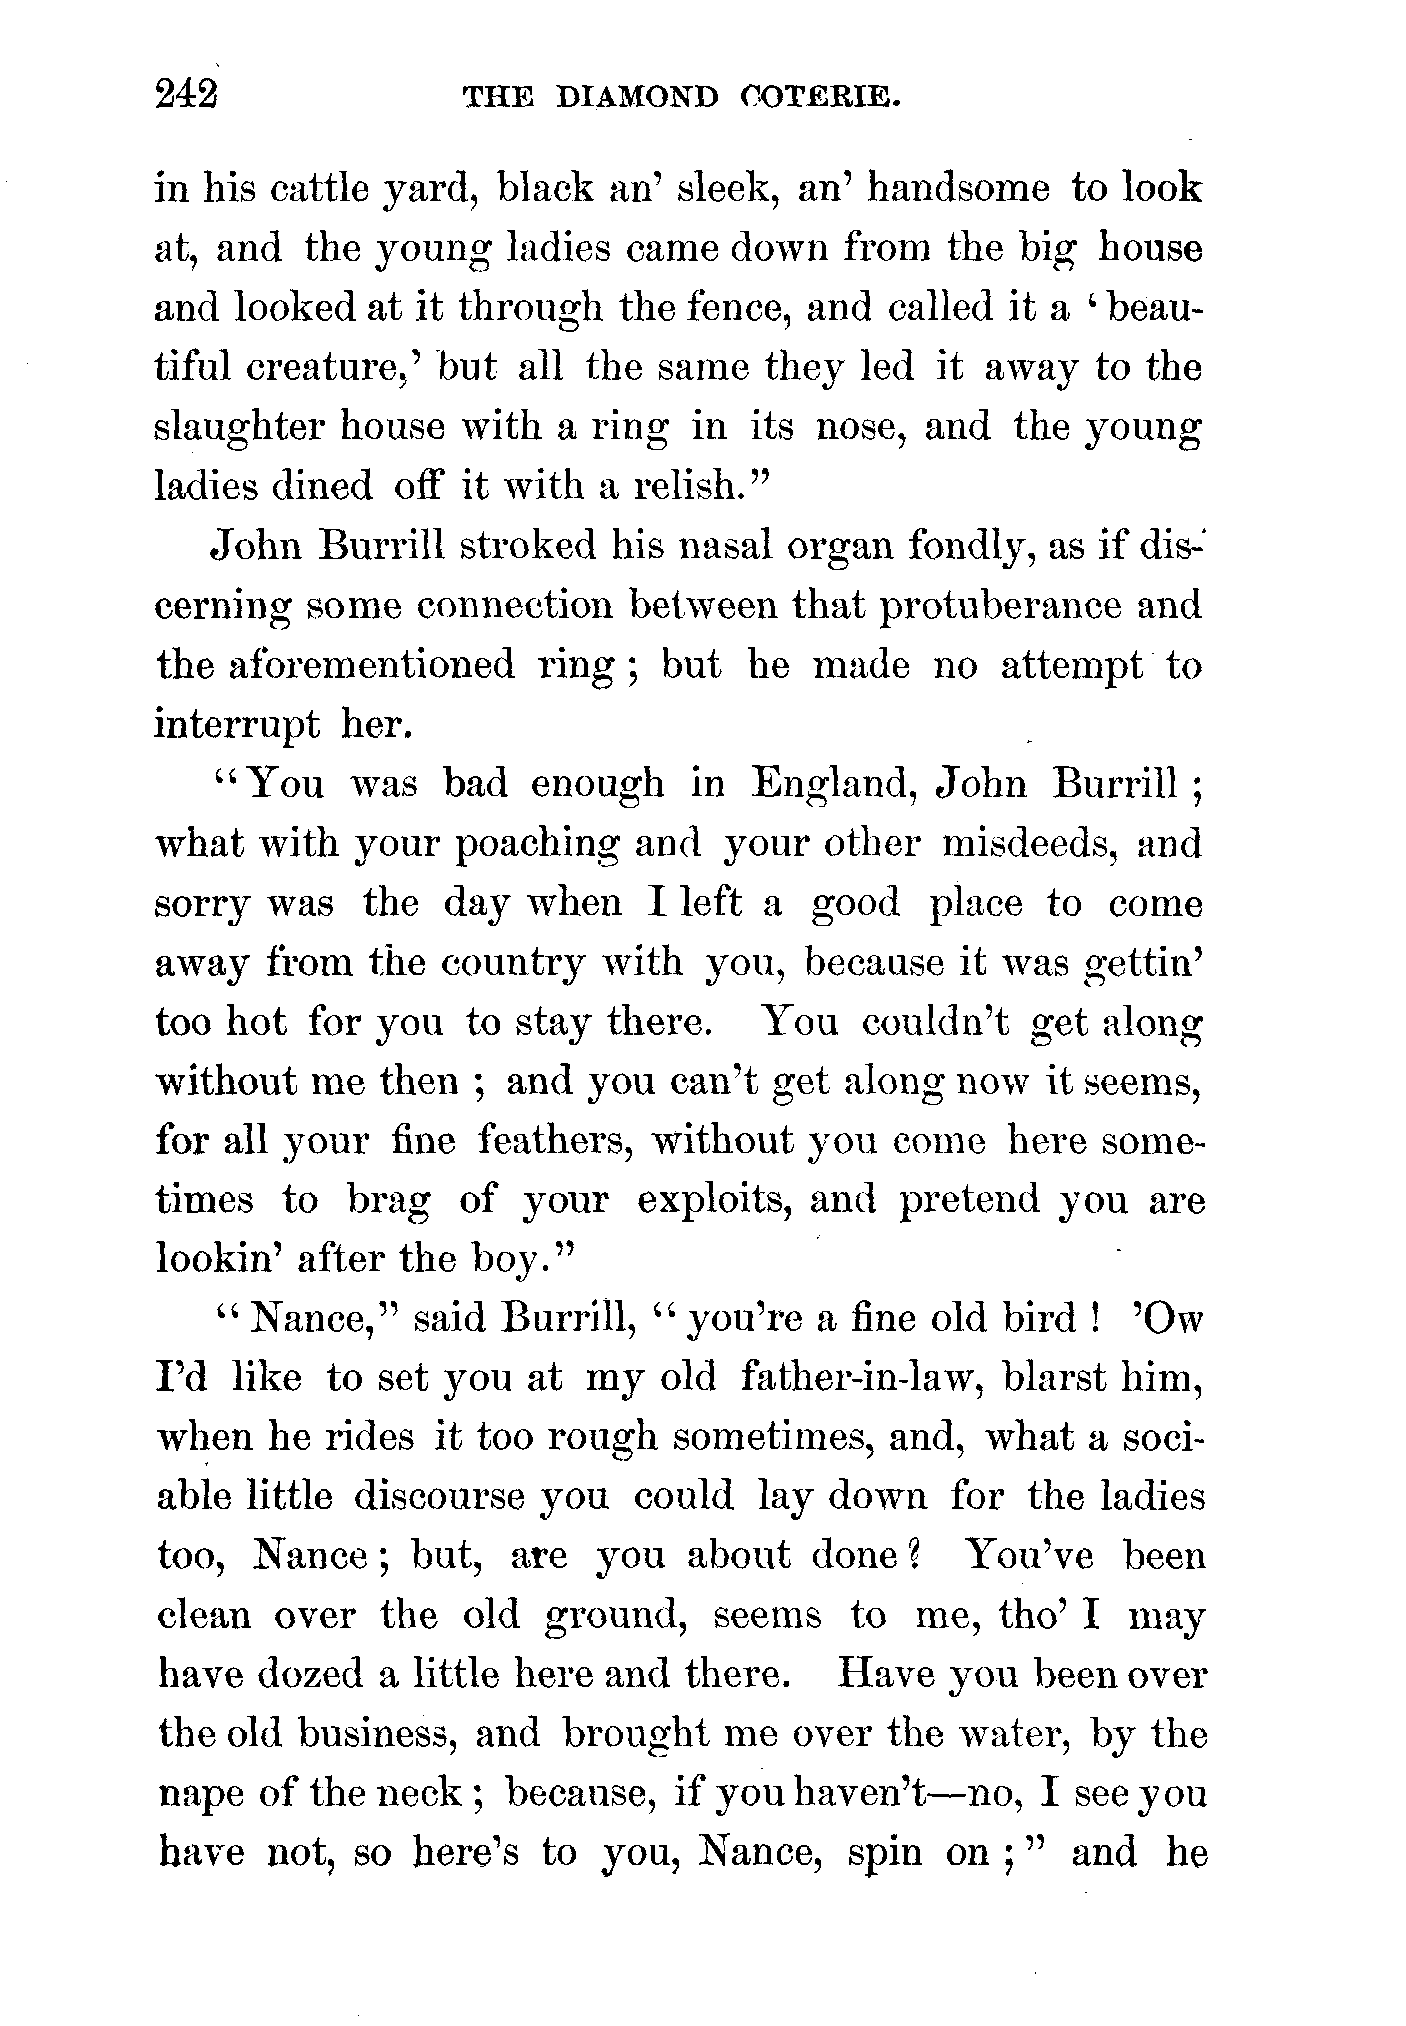 242 THE DIAMOND COTERIE.
in his cattle yard, black an' sleek, an' handsome to look
at, and the young ladies came down from the big house
and looked at it through the fence, and called it a ‘beau-
tiful creature,’ but all the same they led it away to the
slaughter house with a ring in its nose, and the young
ladies dined off it with a relish.”
John Burrill stroked his nasal organ fondly, as if dis-
cerning some connection between that protuberance and
the aforementioned ring ; but he made no attempt to
interrupt her.
“You was bad enough in England, John Burrill ;
what with your poaching and your other misdeeds, and
sorry was the day when I left a good place to come
away from the country with you, because it was gettin’
too hot for you to stay there. You couldn’t get along
without me then ; and you can’t get along now it seems,
for all your fine feathers, without you come here some-
times to brag of your exploits, and pretend you are
lookin’ after the boy.”
“Nance,” said Burrill, “you’re a fine old bird ! ’Ow
I’d like to set you at my old father-in-law, blarst him,
when he rides it too rough sometimes, and, what a soci-
able little discourse you could lay down for the ladies
too, Nance ; but, are you about done ? You’ve been
clean over the old ground, seems to me, tho’ I may
have dozed a little here and there. Have you been over
the old business, and brought me over the water, by the
nape of the neck ; because, if you haven’t—no, I see you
have not, so here’s to you, Nance, spin on ;” and he